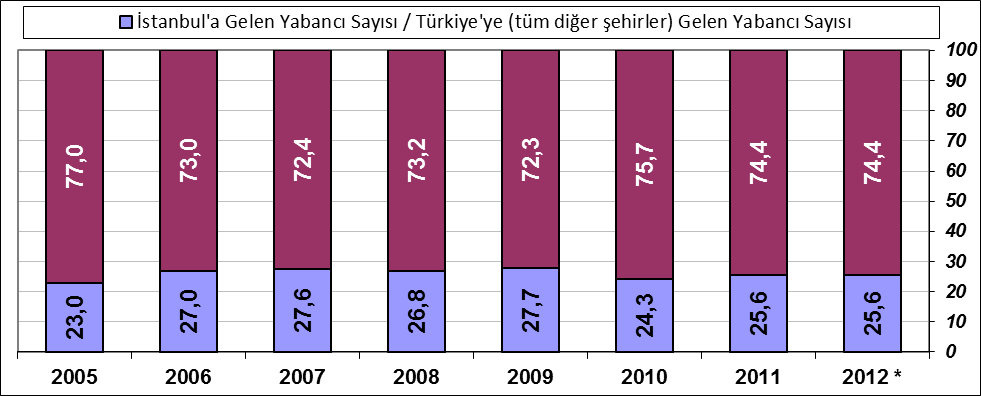 İstanbul'a Gelen Yabancı Sayısı / Türkiye'ye (tüm diğer şehirler) Gelen Yabancı Sayısı
100
90
80
70
60
50
40
30
20
10
0
77,0 73,0 72,4 73,2 72,3 75,7 74,4 74,4
23,0 27,0 27,6 26,8 27,7 24,3 25,6 25,6
2005 2006 2007 2008 2009 2010 2011 2012 *